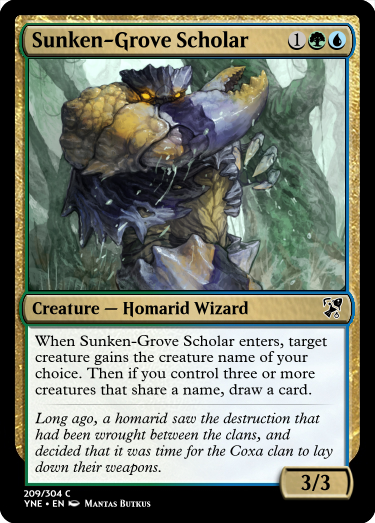 Sunken-Grove Scholar 1
Creature — Homarid Wizard
When Sunken-Grove Scholar enters, target
creature gains the creature name of your
choice. Then if you control three or more
creatures that share a name, draw a card.
Long ago, a homarid saw the destruction that
had been wrought between the clans, and
decided that it was time for the Coxa clan to lay
down their weapons.
3/3
209/304 C
YNE • EN Mantas Butkus